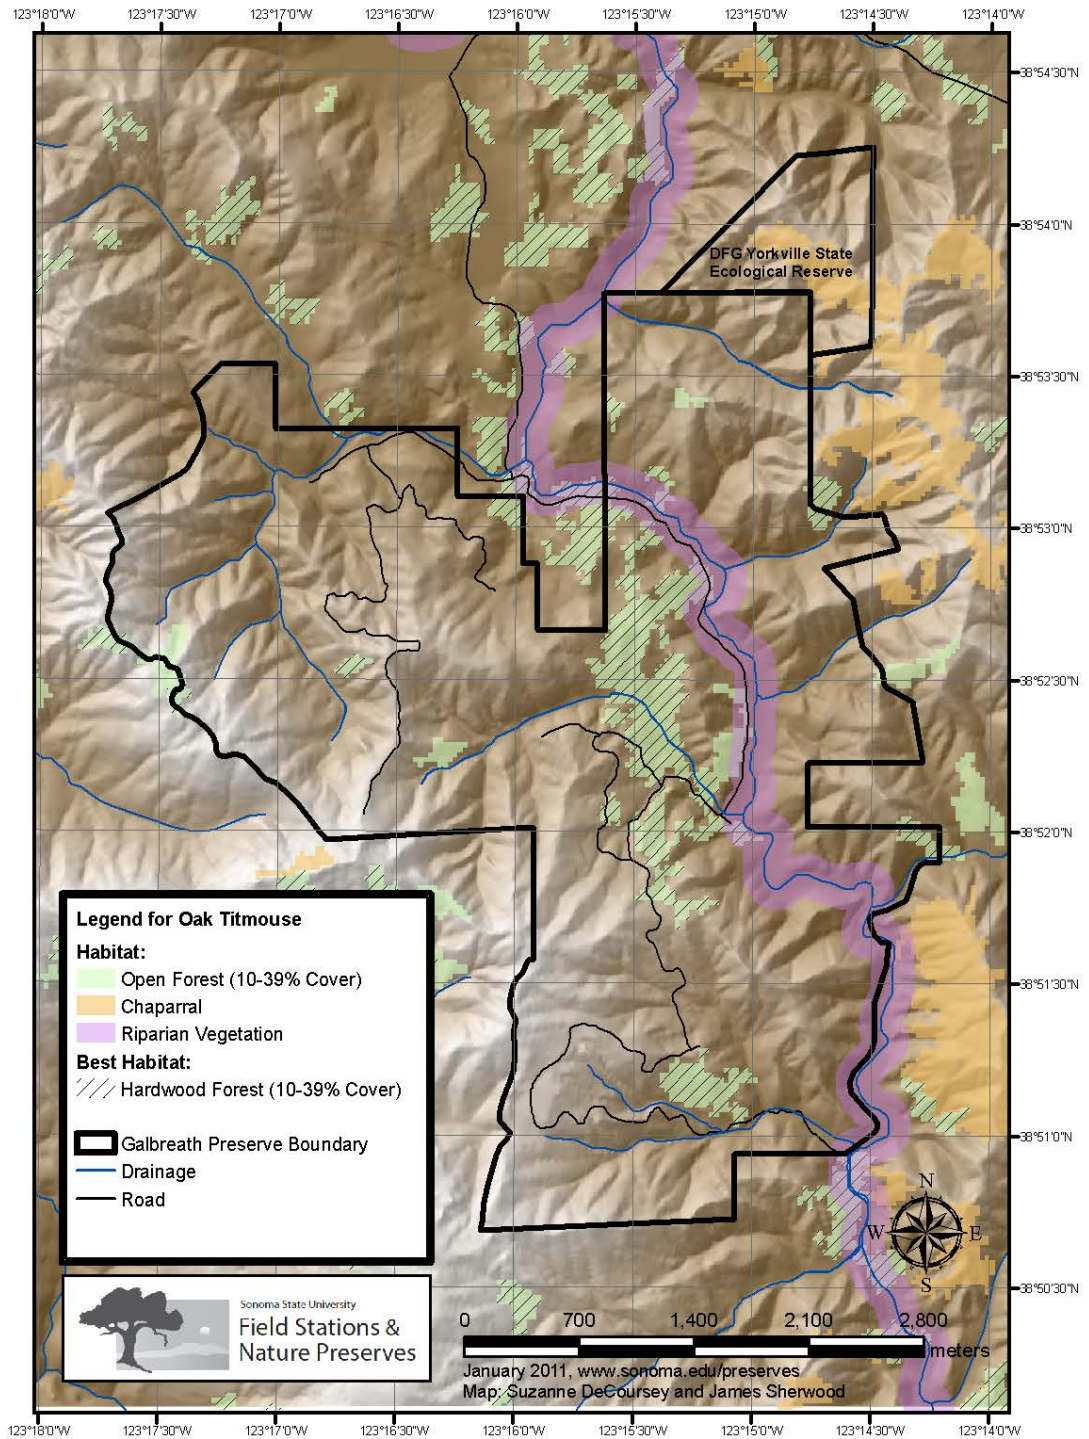 123°18'0"W 123°17'30"W 123°17'0"W 123°16'30"W 123°16'0"W 123°15'30"W 123°15'0"W 123°14'30"W 123°14'0"W
38°54'30"N
38°54'0"N
DFG Yorkville State
Ecological Reserve
38°53'30"N
38°53'0"N
38°52'30"N
38°52'0"N
Legend for Oak Titmouse
Habitat:
Open Forest (10-39% Cover)
Chaparral
Riparian Vegetation
Best Habitat:
Hardwood Forest (10-39% Cover)
Galbreath Preserve Boundary
Drainage
Road
38°51'30"N
38°51'0"N
N
W E
S
38°50'30"N
Sonoma State University
Field Stations &
Nature Preserves
0 700 1,400 2,100 2,800
meters
January 2011, www.sonoma.edu/preserves
Map: Suzanne DeCoursey and James Sherwood
123°18'0"W 123°17'30"W 123°17'0"W 123°16'30"W 123°16'0"W 123°15'30"W 123°15'0"W 123°14'30"W 123°14'0"W